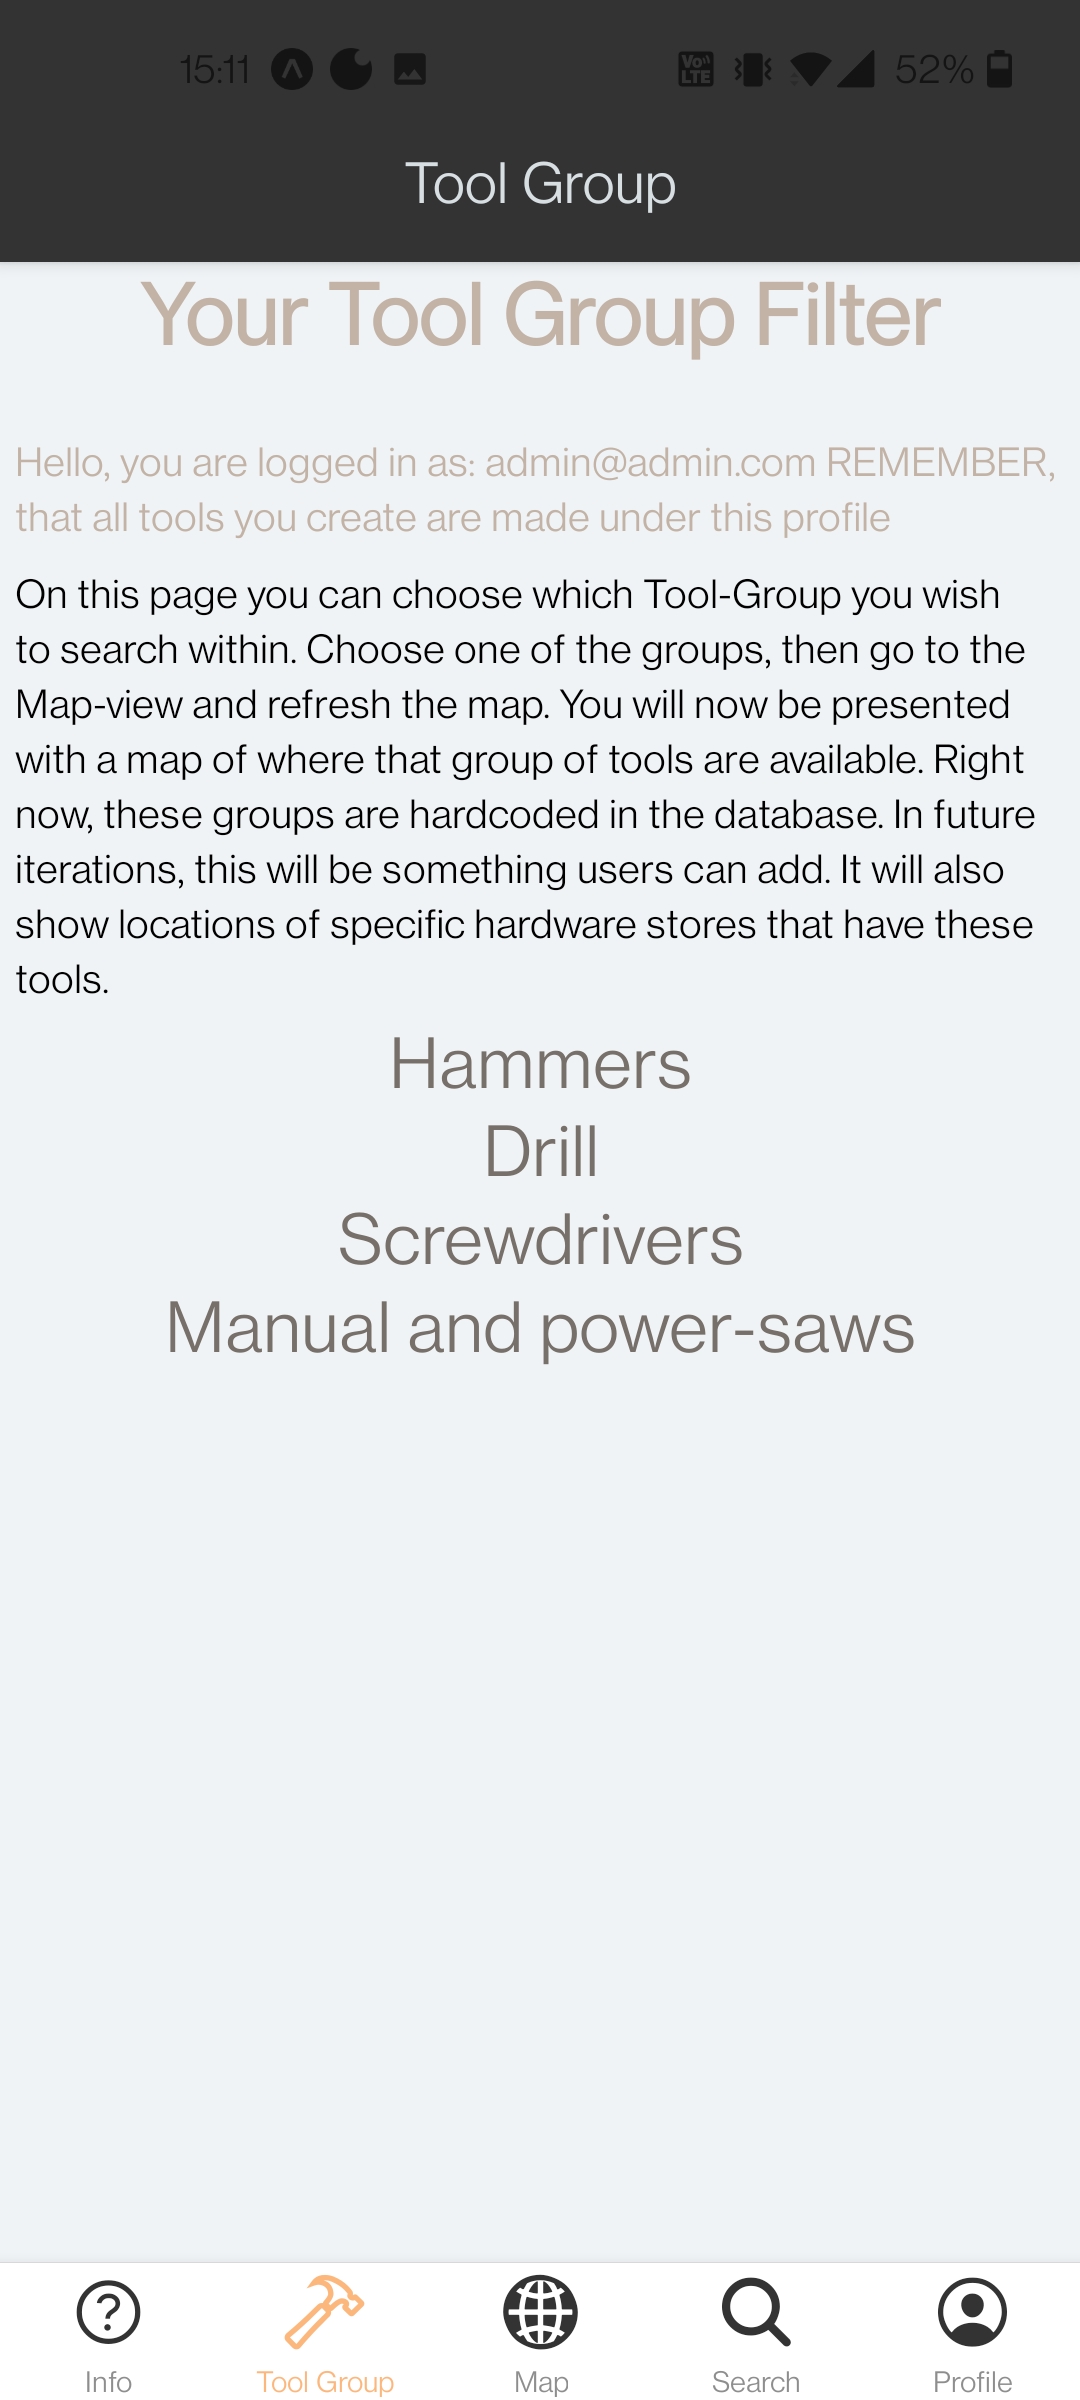 15:11 Vo LTE 52%
Tool Group
Your Tool Group Filter
Hello, you are logged in as: admin@admin.com REMEMBER,
that all tools you create are made under this profile
On this page you can choose which Tool-Group you wish
to search within. Choose one of the groups, then go to the
Map-view and refresh the map. You will now be presented
with a map of where that group of tools are available. Right
now, these groups are hardcoded in the database. In future
iterations, this will be something users can add. It will also
show locations of specific hardware stores that have these
tools.
Hammers
Drill
Screwdrivers
Manual and power-saws
Info Tool Group Map Search Profile